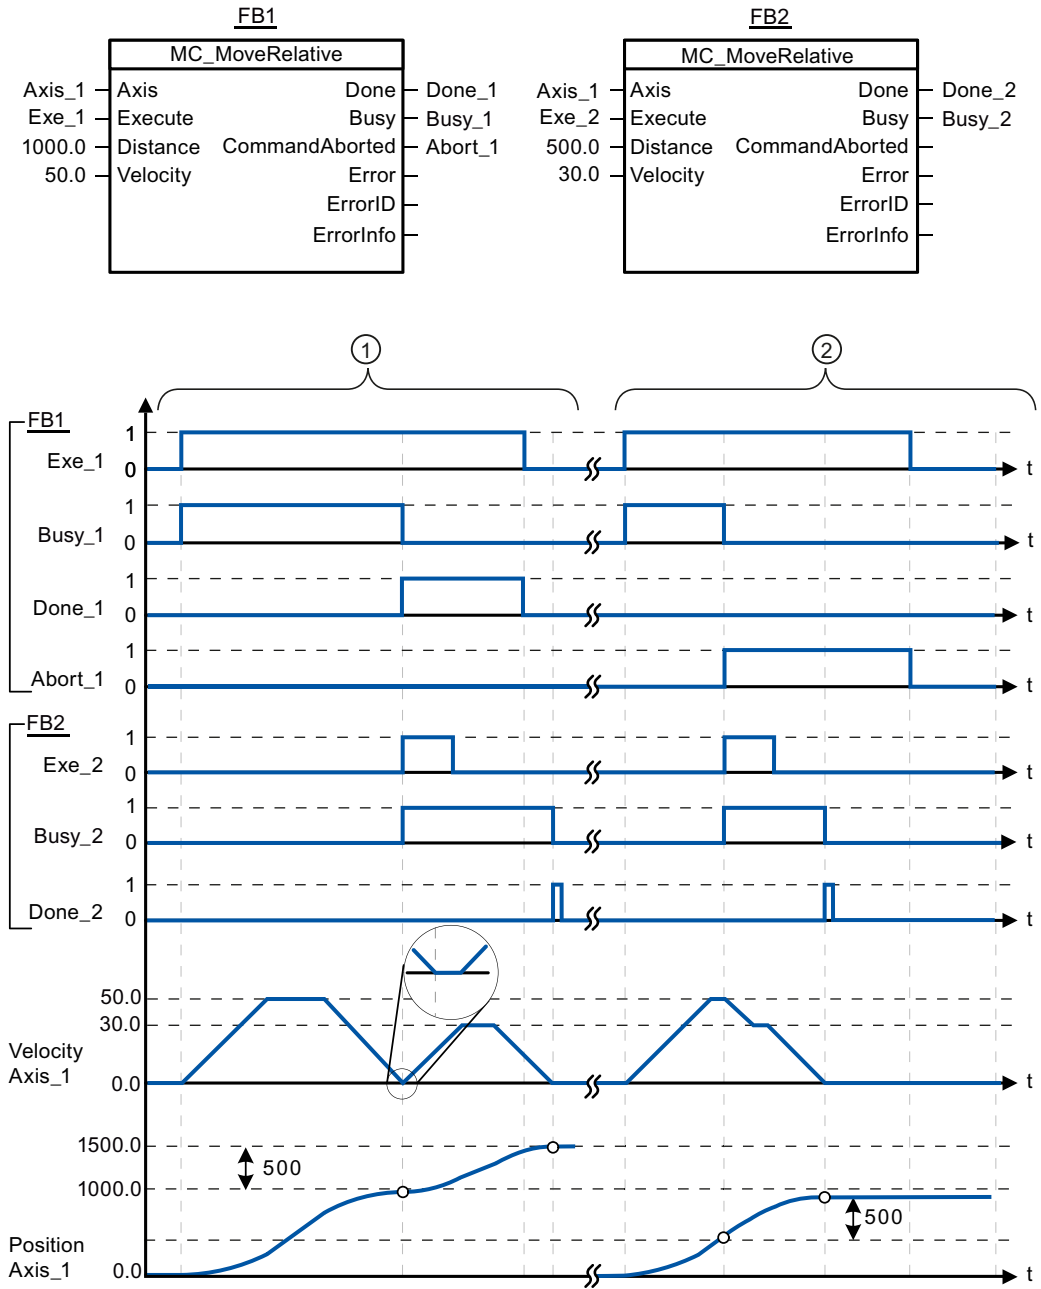 FB1
MC_MoveRelative
Axis_1 Axis Done Done_1
Exe_1 Execute Busy Busy_1
1000.0 Distance CommandAborted Abort_1
50.0 Velocity Error
ErrorID
ErrorInfo
FB2
MC_MoveRelative
Axis_1 Axis Done Done_2
Exe_2 Execute Busy Busy_2
500.0 Distance CommandAborted
30.0 Velocity Error
ErrorID
ErrorInfo
1 2
FB1
1
Exe_1 0 t
1
Busy_1 0 t
1
Done_1 0 t
1
Abort_1 0 t
FB2
1
Exe_2 0 t
1
Busy_2 0 t
1
Done_2 0 t
50.0
30.0
Velocity
Axis_1
0.0 t
1500.0
500
1000.0
500
Position
Axis_1
0.0 t